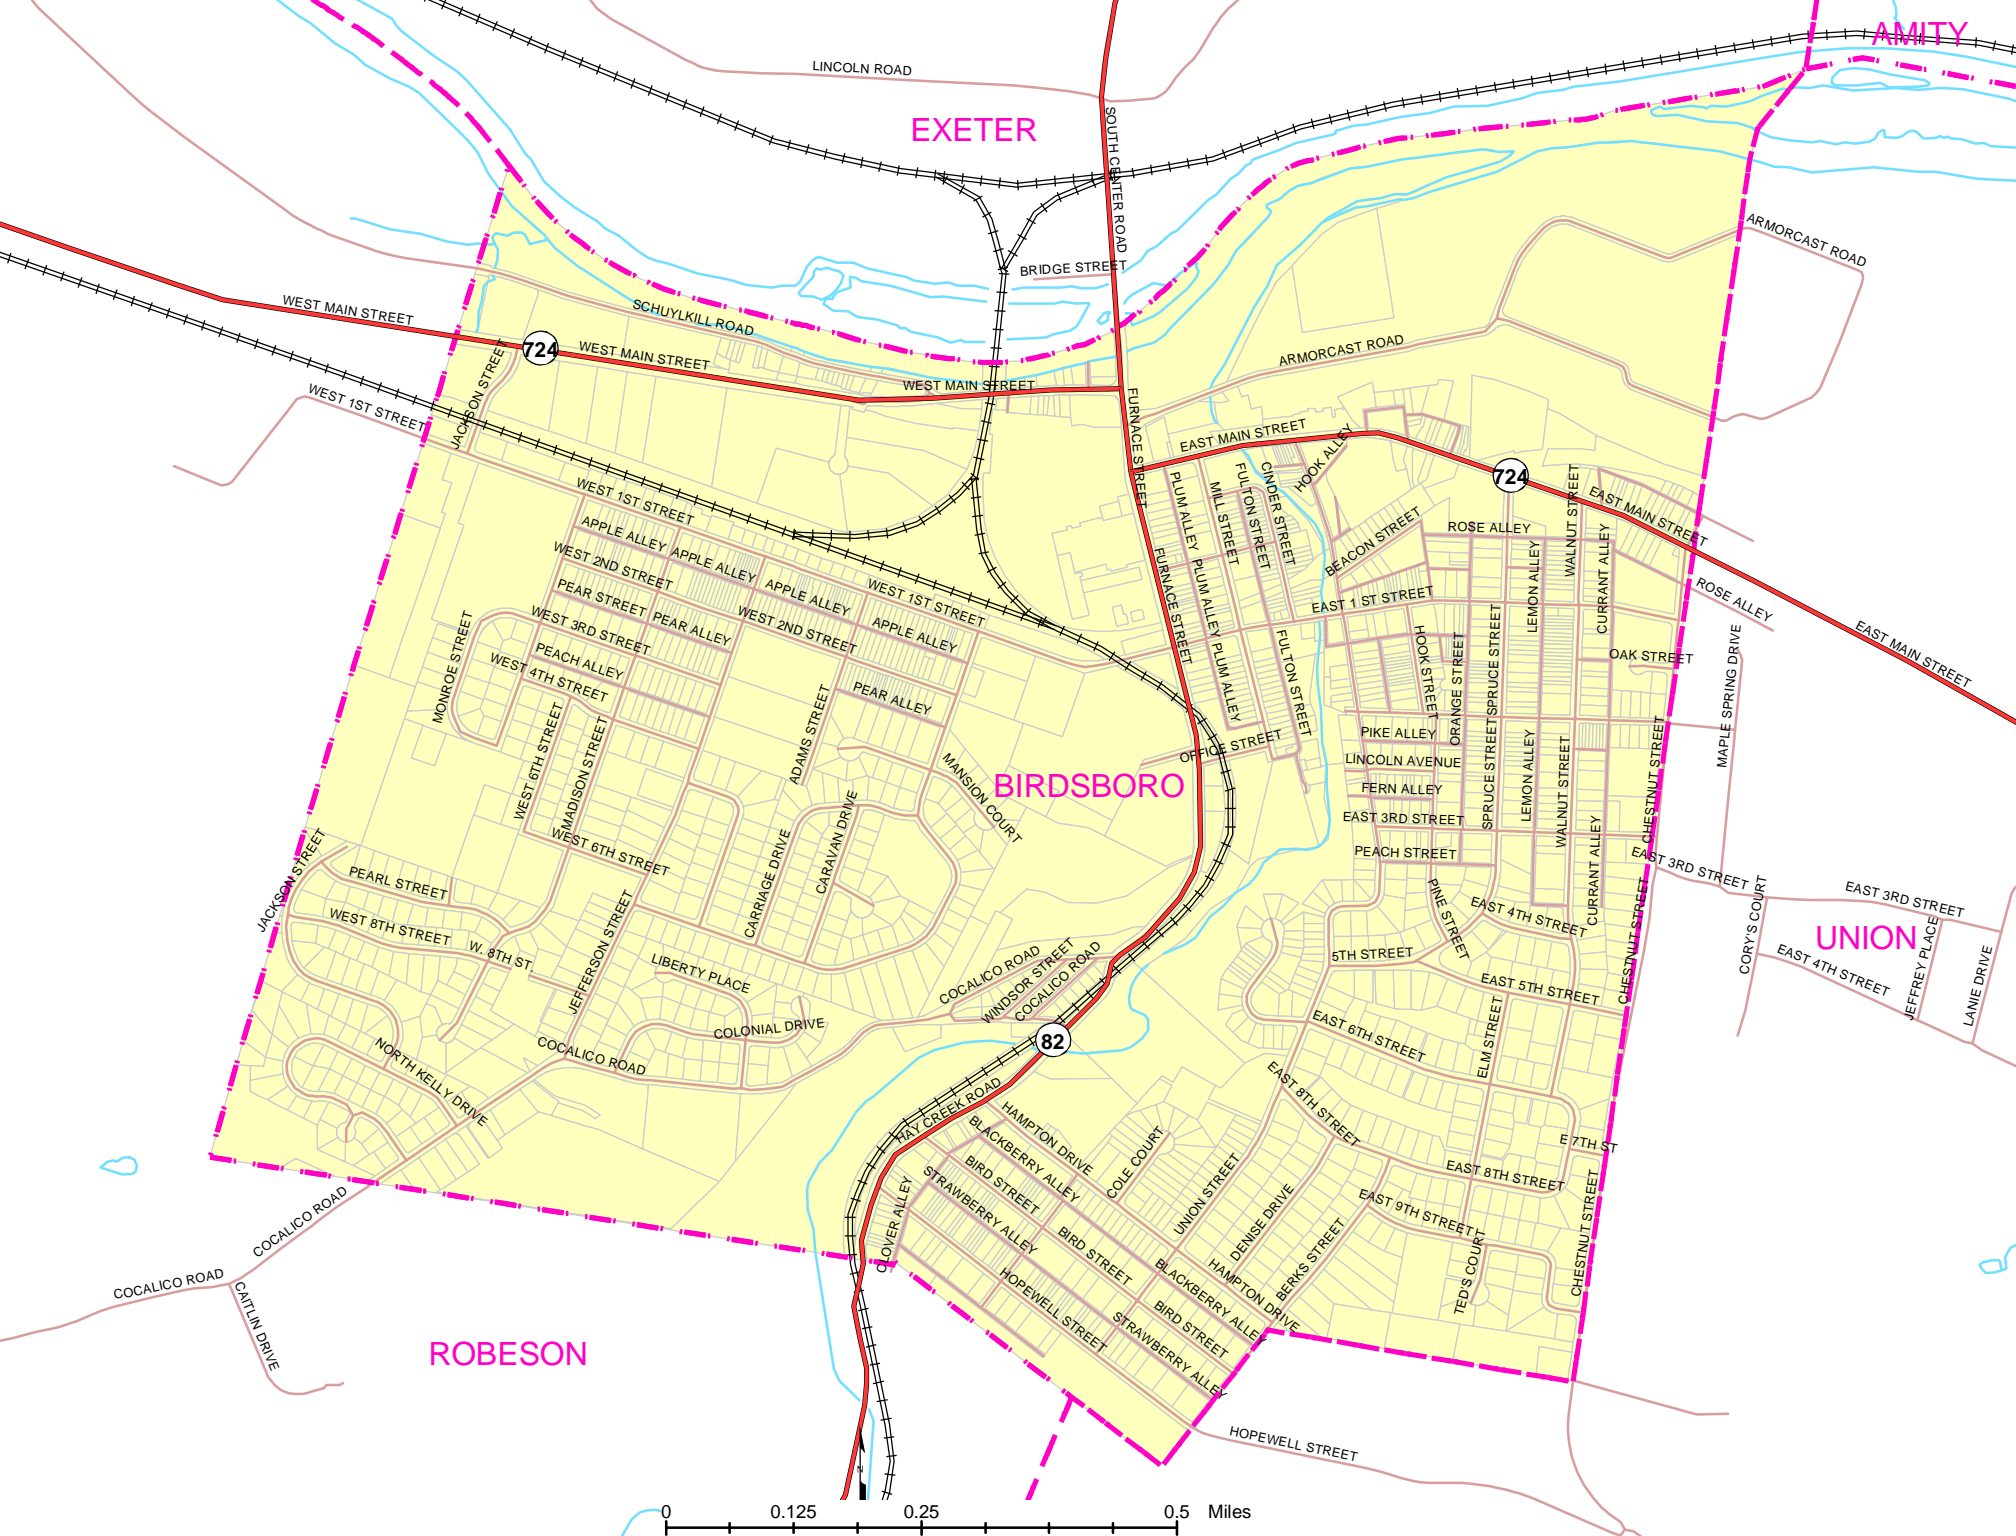 AMITY
LINCOLN ROAD
EXETER
SOUTH CENTER ROAD
ARMORCAST ROAD
BRIDGE STREET
WEST MAIN STREET
SCHUYLKILL ROAD
724
WEST MAIN STREET
JACKSON STREET
ARMORCAST ROAD
WEST MAIN STREET
WEST 1ST STREET
FURNACE STREET
EAST MAIN STREET
HOOK ALLEY
724
WEST 1ST STREET
PLUM ALLEY
MILL STREET
FULTON STREET
CINDER STREET
WALNUT STREET
EAST MAIN STREET
APPLE ALLEY
APPLE ALLEY
APPLE ALLEY
APPLE ALLEY
WEST 1ST STREET
BEACON STREET
ROSE ALLEY
LEMON ALLEY
CURRANT ALLEY
WEST 2ND STREET
FURNACE STREET
PLUM ALLEY
EAST 1 ST STREET
ROSE ALLEY
PEAR STREET
PEAR ALLEY
WEST 2ND STREET
WEST 3RD STREET
MONROE STREET
PEACH ALLEY
WEST 4TH STREET
PLUM ALLEY
FULTON STREET
HOOK STREET
ORANGE STREET
SPRUCE STREET
OAK STREET
MAPLE SPRING DRIVE
EAST MAIN STREET
PEAR ALLEY
ADAMS STREET
WEST 6TH STREET
MADISON STREET
OFFICE STREET
PIKE ALLEY
LINCOLN AVENUE
FERN ALLEY
SPRUCE STREET
LEMON ALLEY
WALNUT STREET
CHESTNUT STREET
MANSION COURT
BIRDSBORO
EAST 3RD STREET
CARAVAN DRIVE
CARRIAGE DRIVE
WEST 6TH STREET
JACKSON STREET
PEACH STREET
CURRANT ALLEY
EAST 3RD STREET
PEARL STREET
PINE STREET
CORY'S COURT
EAST 3RD STREET
WEST 8TH STREET
W. 8TH ST.
JEFFERSON STREET
EAST 4TH STREET
CHESTNUT STREET
UNION
5TH STREET
JEFFREY PLACE
LANIE DRIVE
EAST 4TH STREET
LIBERTY PLACE
COCALICO ROAD
WINDSOR STREET
COCALICO ROAD
EAST 5TH STREET
COLONIAL DRIVE
82
EAST 6TH STREET
ELM STREET
COCALICO ROAD
NORTH KELLY DRIVE
HAY CREEK ROAD
EAST 8TH STREET
HAMPTON DRIVE
BLACKBERRY ALLEY
COLE COURT
E 7TH ST
BIRD STREET
STRAWBERRY ALLEY
EAST 8TH STREET
UNION STREET
DENISE DRIVE
BERKS STREET
EAST 9TH STREET
CHESTNUT STREET
COCALICO ROAD
CLOVER ALLEY
BIRD STREET
TED'S COURT
BLACKBERRY ALLEY
HAMPTON DRIVE
COCALICO ROAD
CAITLIN DRIVE
HOPEWELL STREET
BIRD STREET
STRAWBERRY ALLEY
ROBESON
HOPEWELL STREET
N
0 0.125 0.25 0.5 Miles